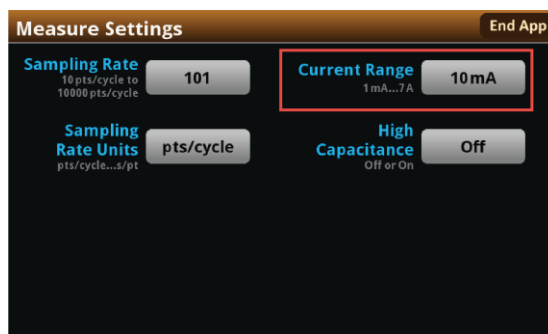 Measure Settings
End App
Sampling Rate
10 pts/cycle to
10000 pts/cycle
101
Current Range
1 mA...7 A
10 mA
Sampling
Rate Units
pts/cycle...s/pt
pts/cycle
High
Capacitance
Off or On
Off